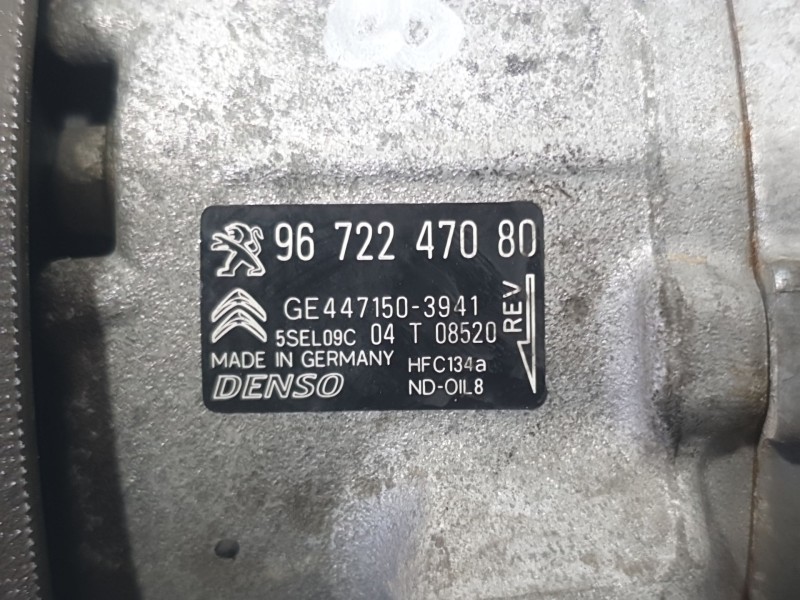 96 722 470 80
GE447150-3941
5SEL09C 04 T 08520
MADE IN GERMANY HFC134a
DENSO ND-OIL8
REV